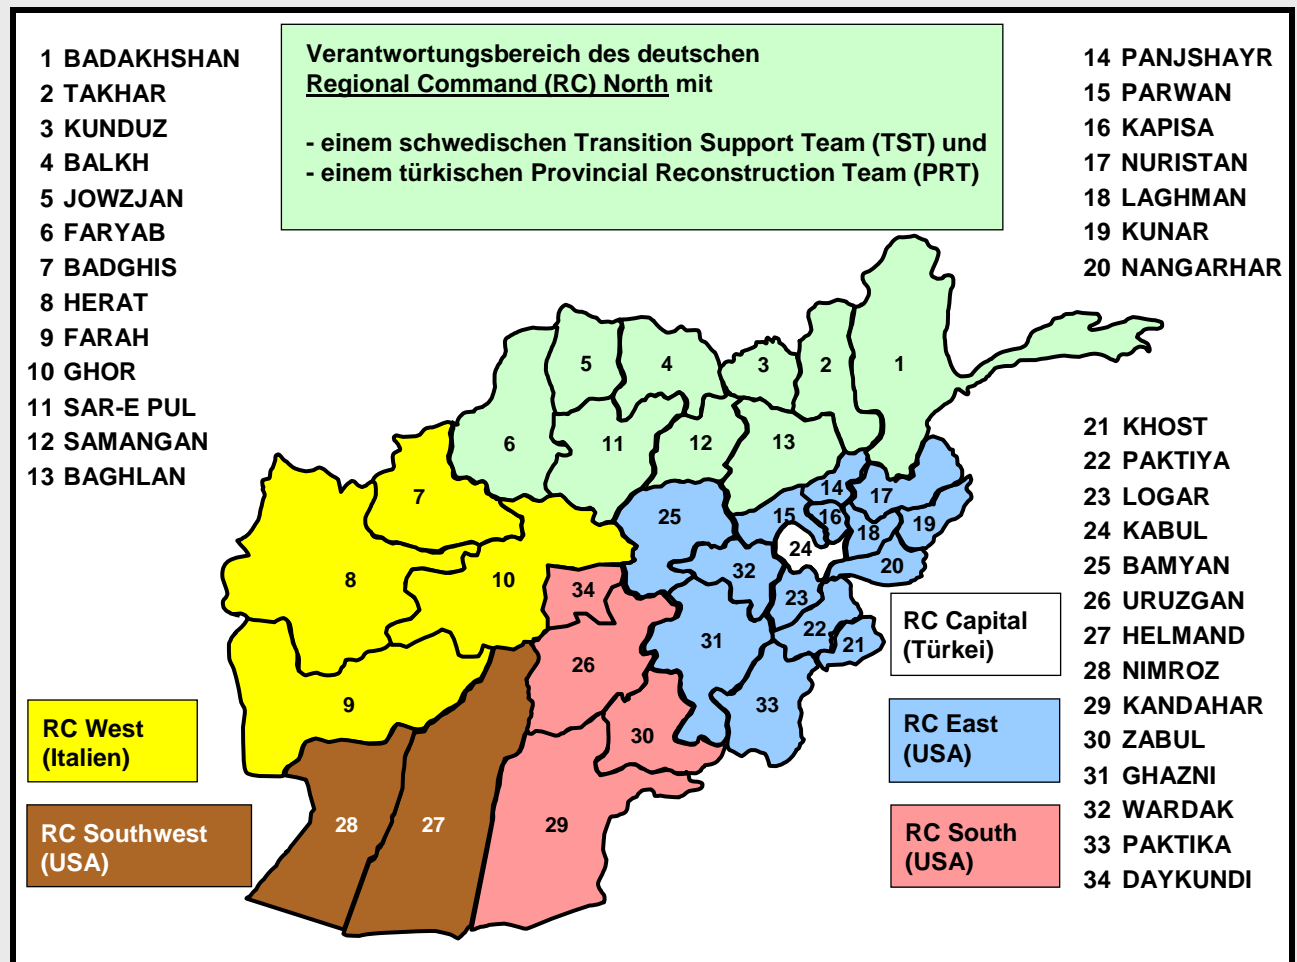 1 BADAKHSHAN
2 TAKHAR
3 KUNDUZ
4 BALKH
5 JOWZJAN
6 FARYAB
7 BADGHIS
8 HERAT
9 FARAH
10 GHOR
11 SAR-E PUL
12 SAMANGAN
13 BAGHLAN
Verantwortungsbereich des deutschen
Regional Command (RC) North mit
- einem schwedischen Transition Support Team (TST) und
- einem türkischen Provincial Reconstruction Team (PRT)
14 PANJSHAYR
15 PARWAN
16 KAPISA
17 NURISTAN
18 LAGHMAN
19 KUNAR
20 NANGARHAR
21 KHOST
22 PAKTIYA
23 LOGAR
24 KABUL
25 BAMYAN
26 URUZGAN
27 HELMAND
28 NIMROZ
29 KANDAHAR
30 ZABUL
31 GHAZNI
32 WARDAK
33 PAKTIKA
34 DAYKUNDI
1
2
3
4
5
6
11
12
13
7
14
17
25
15
16
18
19
24
20
8
10
32
34
23
22
21
31
26
9
33
30
28
27
29
RC Capital
(Türkei)
RC West
(Italien)
RC East
(USA)
RC Southwest
(USA)
RC South
(USA)